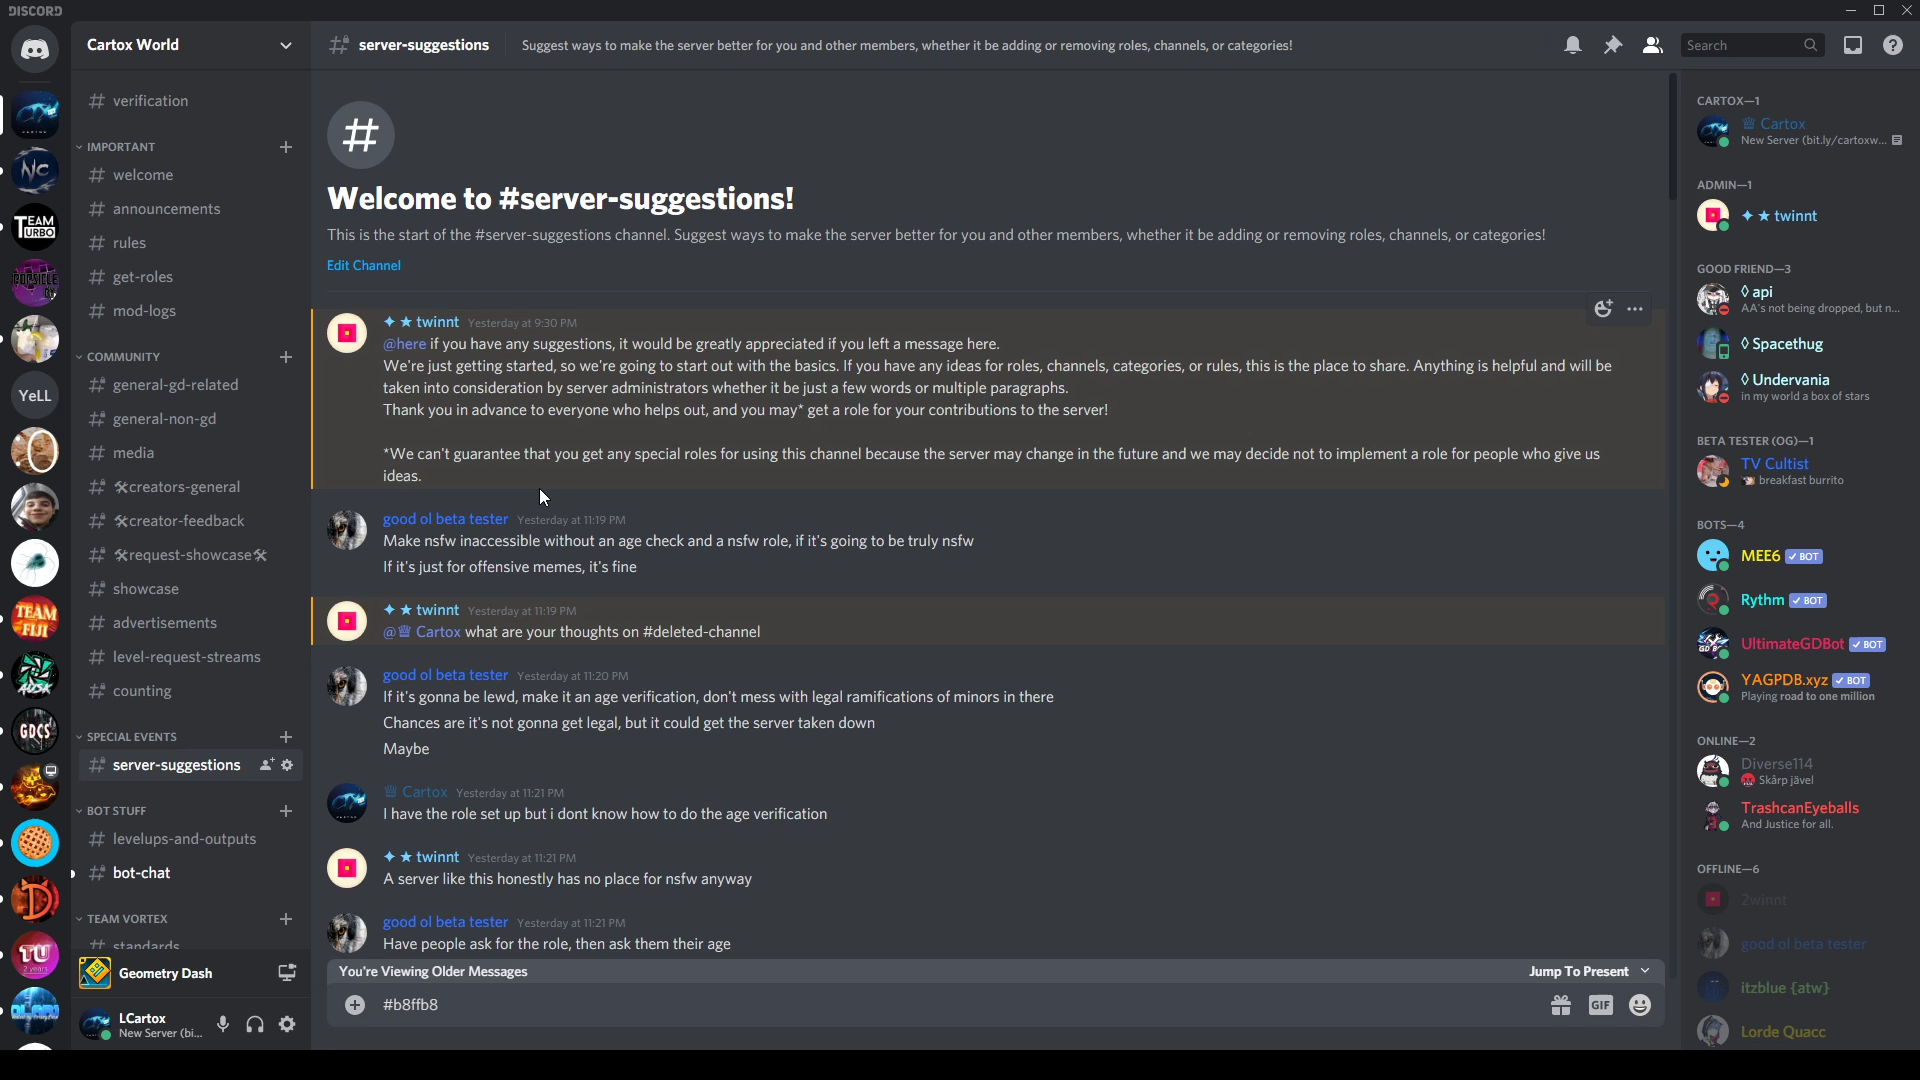 DISCORD
Cartox World
server-suggestions
Suggest ways to make the server better for you and other members, whether it be adding or removing roles, channels, or categories!
Search
NC
TEAM TURBO
POPSICLE
YeLL
TEAM FIJI
GDCS
TU
2 years
verification
IMPORTANT
welcome
announcements
rules
get-roles
mod-logs
COMMUNITY
general-gd-related
general-non-gd
media
🛠creators-general
🛠creator-feedback
🛠request-showcase🛠
showcase
advertisements
level-request-streams
counting
SPECIAL EVENTS
server-suggestions
BOT STUFF
levelups-and-outputs
bot-chat
TEAM VORTEX
standards
Geometry Dash
LCartox
New Server (bi...
#
Welcome to #server-suggestions!
This is the start of the #server-suggestions channel. Suggest ways to make the server better for you and other members, whether it be adding or removing roles, channels, or categories!
Edit Channel
✦ ★ twinnt Yesterday at 9:30 PM
@here if you have any suggestions, it would be greatly appreciated if you left a message here.
We're just getting started, so we're going to start out with the basics. If you have any ideas for roles, channels, categories, or rules, this is the place to share. Anything is helpful and will be
taken into consideration by server administrators whether it be just a few words or multiple paragraphs.
Thank you in advance to everyone who helps out, and you may* get a role for your contributions to the server!
*We can't guarantee that you get any special roles for using this channel because the server may change in the future and we may decide not to implement a role for people who give us
ideas.
good ol beta tester Yesterday at 11:19 PM
Make nsfw inaccessible without an age check and a nsfw role, if it's going to be truly nsfw
If it's just for offensive memes, it's fine
✦ ★ twinnt Yesterday at 11:19 PM
@♕ Cartox what are your thoughts on #deleted-channel
good ol beta tester Yesterday at 11:20 PM
If it's gonna be lewd, make it an age verification, don't mess with legal ramifications of minors in there
Chances are it's not gonna get legal, but it could get the server taken down
Maybe
♕ Cartox Yesterday at 11:21 PM
I have the role set up but i dont know how to do the age verification
✦ ★ twinnt Yesterday at 11:21 PM
A server like this honestly has no place for nsfw anyway
good ol beta tester Yesterday at 11:21 PM
Have people ask for the role, then ask them their age
You're Viewing Older Messages
Jump To Present
#b8ffb8
GIF
CARTOX—1
♕ Cartox
New Server (bit.ly/cartoxw...
ADMIN—1
✦ ★ twinnt
GOOD FRIEND—3
◊ api
AA's not being dropped, but n...
◊ Spacethug
◊ Undervania
in my world a box of stars
BETA TESTER (OG)—1
TV Cultist
breakfast burrito
BOTS—4
MEE6 ✓ BOT
Rythm ✓ BOT
UltimateGDBot ✓ BOT
YAGPDB.xyz ✓ BOT
Playing road to one million
ONLINE—2
Diverse114
Skårp jävel
TrashcanEyeballs
And Justice for all.
OFFLINE—6
2winnt
good ol beta tester
itzblue {atw}
Lorde Quacc